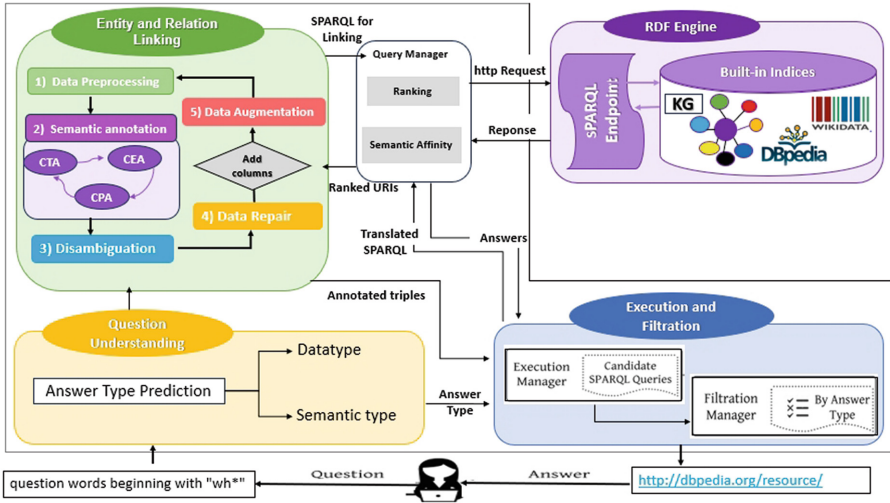 Entity and Relation
Linking
1) Data Preprocessing
2) Semantic annotation
CTA
CEA
CPA
3) Disambiguation
5) Data Augmentation
Add
columns
4) Data Repair
SPARQL for
Linking
Query Manager
Ranking
Semantic Affinity
Ranked URIs
http Request
Reponse
RDF Engine
SPARQL
Endpoint
Built-in Indices
KG
WIKIDATA
DBpedia
Translated
SPARQL
Answers
Annotated triples
Question
Understanding
Answer Type Prediction
Datatype
Semantic type
Answer
Type
Execution and
Filtration
Execution
Manager
Candidate
SPARQL Queries
Filtration
Manager
By Answer
Type
question words beginning with "wh*"
Question
Answer
http://dbpedia.org/resource/